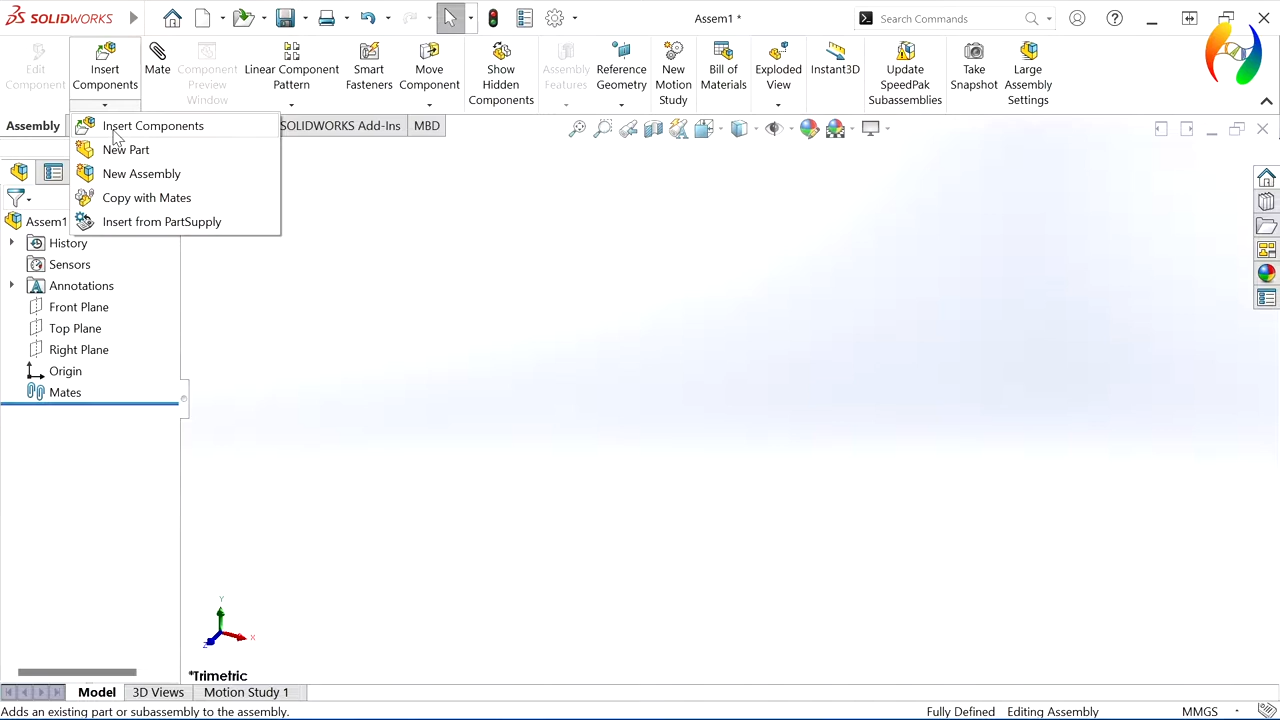 SOLIDWORKS
Assem1 *
Search Commands
Edit
Component
Insert
Components
Mate
Component
Preview
Window
Linear Component
Pattern
Smart
Fasteners
Move
Component
Show
Hidden
Components
Assembly
Features
Reference
Geometry
New
Motion
Study
Bill of
Materials
Exploded
View
Instant3D
Update
SpeedPak
Subassemblies
Take
Snapshot
Large
Assembly
Settings
Assembly
SOLIDWORKS Add-Ins
MBD
Insert Components
New Part
New Assembly
Copy with Mates
Insert from PartSupply
Assem1
History
Sensors
Annotations
Front Plane
Top Plane
Right Plane
Origin
Mates
Y
X
Z
*Trimetric
Model
3D Views
Motion Study 1
Adds an existing part or subassembly to the assembly.
Fully Defined
Editing Assembly
MMGS